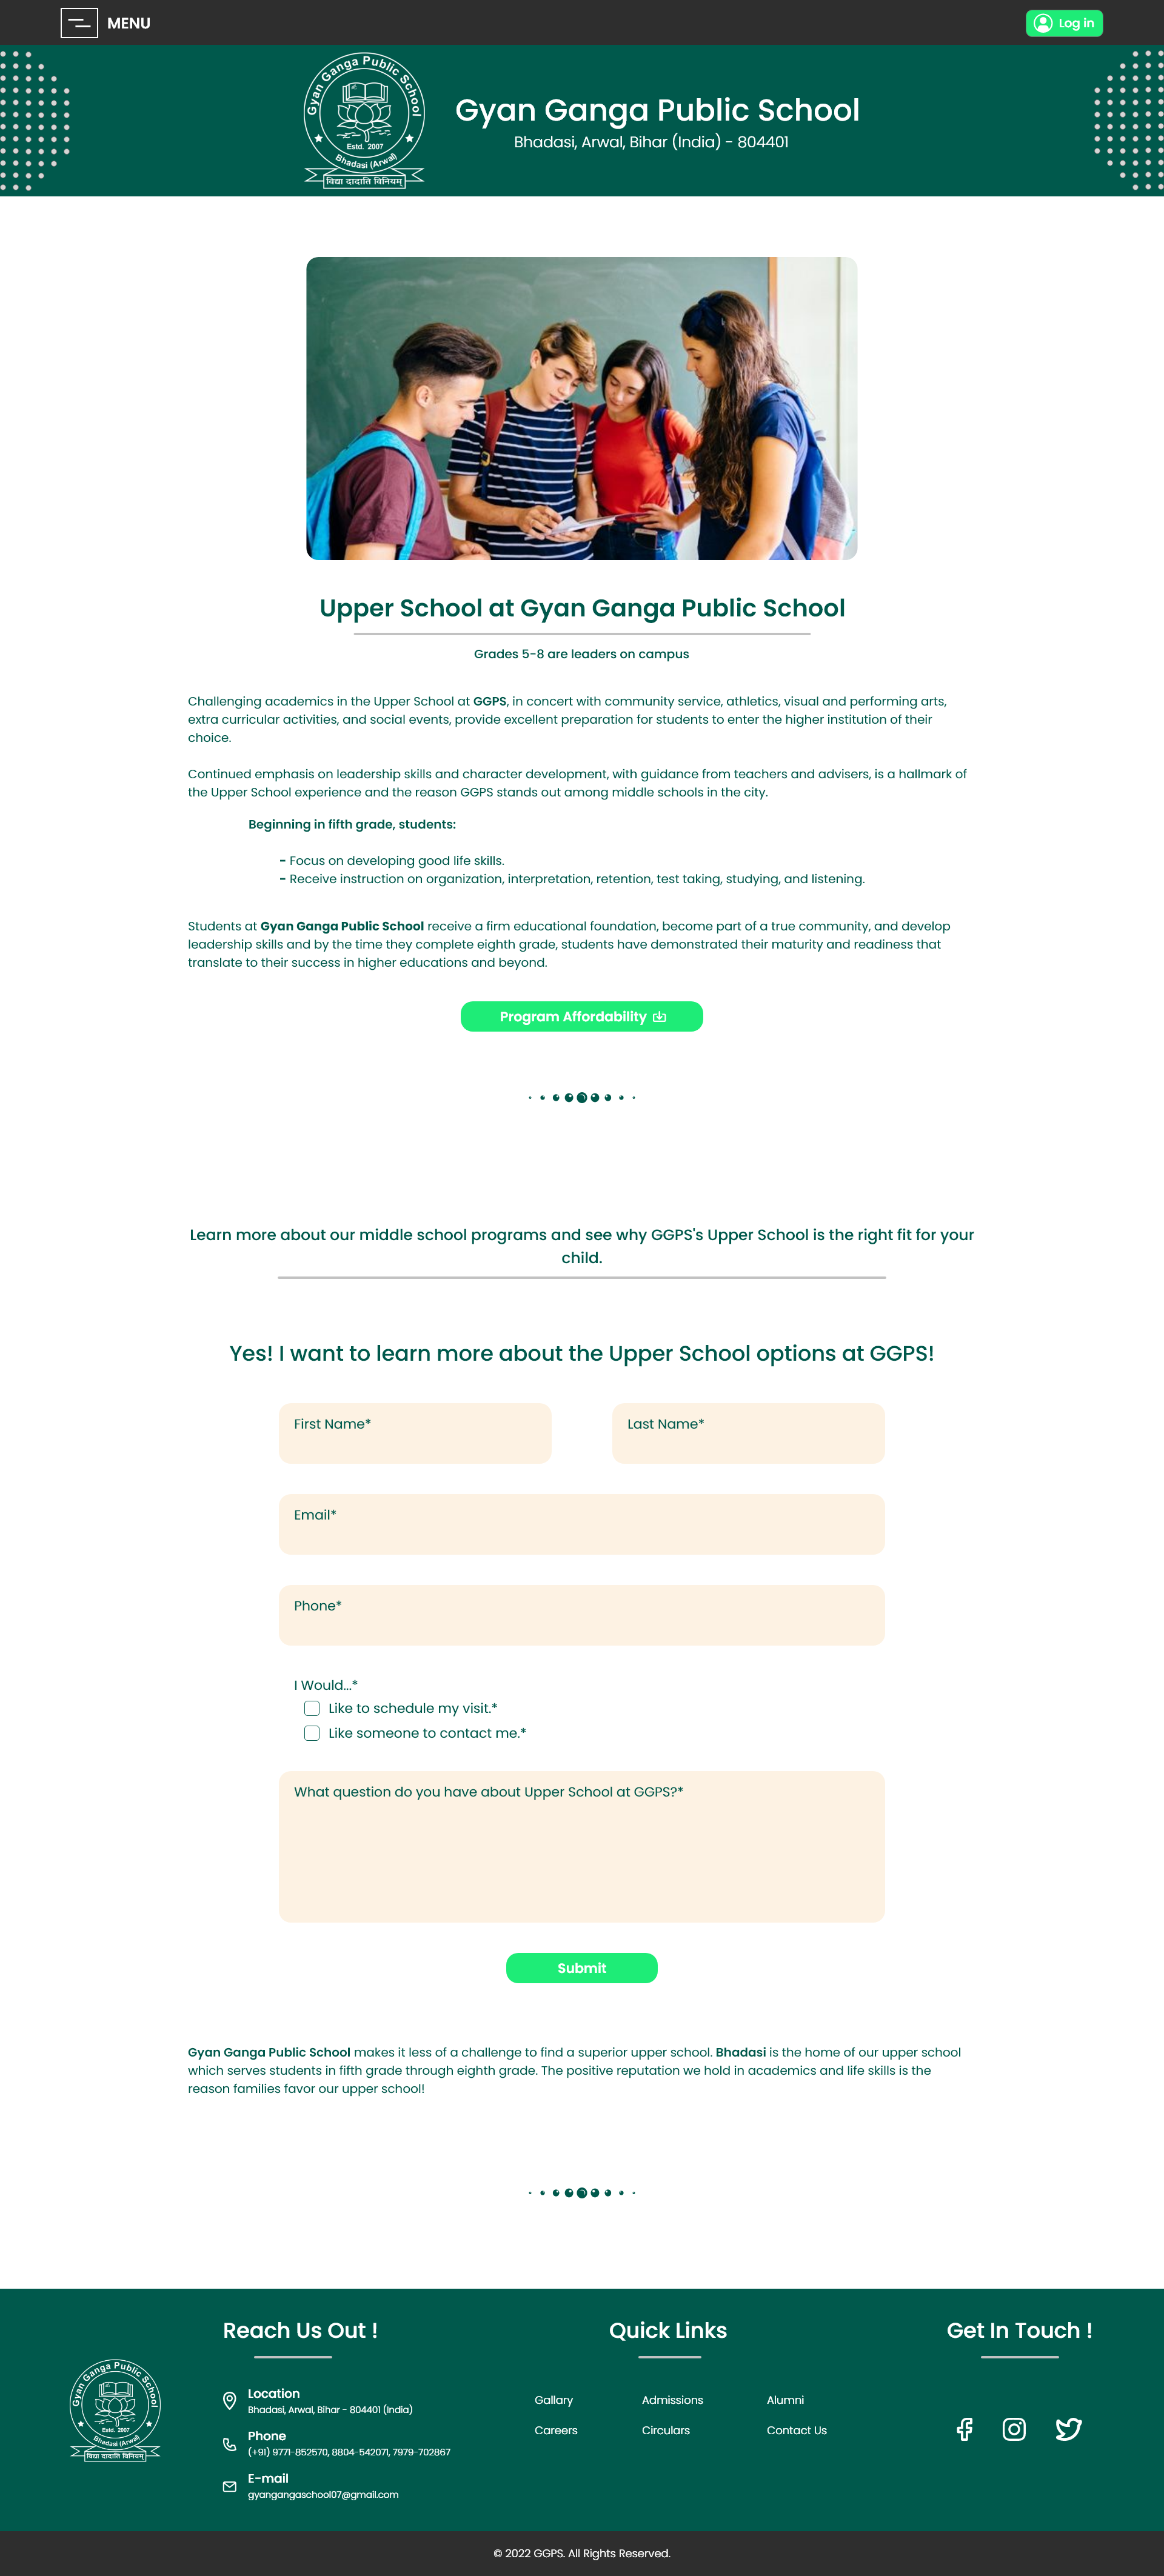 MENU
Log in
Gyan Ganga Public School
Estd. 2007
Bhadasi (Arwal)
विद्या दादाति विनियम्
Gyan Ganga Public School
Bhadasi, Arwal, Bihar (India) - 804401
Upper School at Gyan Ganga Public School
Grades 5-8 are leaders on campus
Challenging academics in the Upper School at GGPS, in concert with community service, athletics, visual and performing arts,
extra curricular activities, and social events, provide excellent preparation for students to enter the higher institution of their
choice.
Continued emphasis on leadership skills and character development, with guidance from teachers and advisers, is a hallmark of
the Upper School experience and the reason GGPS stands out among middle schools in the city.
Beginning in fifth grade, students:
- Focus on developing good life skills.
- Receive instruction on organization, interpretation, retention, test taking, studying, and listening.
Students at Gyan Ganga Public School receive a firm educational foundation, become part of a true community, and develop
leadership skills and by the time they complete eighth grade, students have demonstrated their maturity and readiness that
translate to their success in higher educations and beyond.
Program Affordability
Learn more about our middle school programs and see why GGPS's Upper School is the right fit for your
child.
Yes! I want to learn more about the Upper School options at GGPS!
First Name*
Last Name*
Email*
Phone*
I Would...*
Like to schedule my visit.*
Like someone to contact me.*
What question do you have about Upper School at GGPS?*
Submit
Gyan Ganga Public School makes it less of a challenge to find a superior upper school. Bhadasi is the home of our upper school
which serves students in fifth grade through eighth grade. The positive reputation we hold in academics and life skills is the
reason families favor our upper school!
Gyan Ganga Public School
Estd. 2007
Bhadasi (Arwal)
विद्या दादाति विनियम्
Reach Us Out !
Location
Bhadasi, Arwal, Bihar - 804401 (India)
Phone
(+91) 9771-852570, 8804-542071, 7979-702867
E-mail
gyangangaschool07@gmail.com
Quick Links
Gallary
Admissions
Alumni
Careers
Circulars
Contact Us
Get In Touch !
© 2022 GGPS. All Rights Reserved.